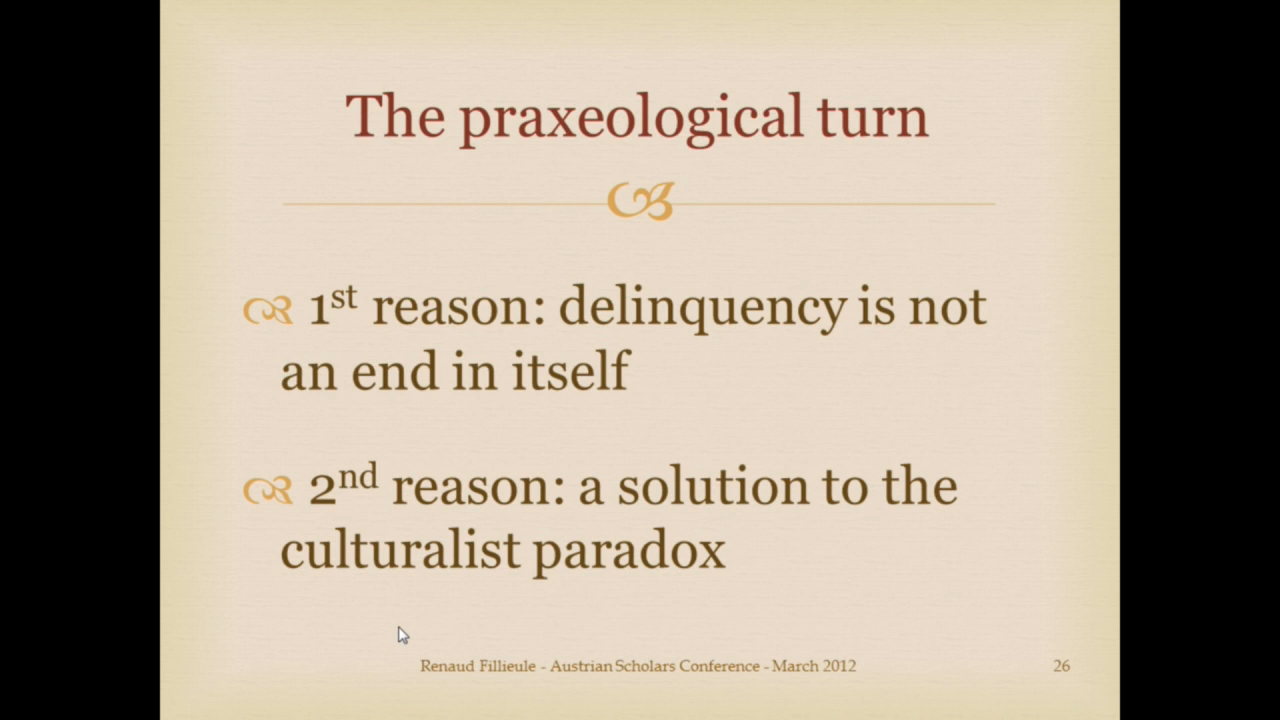 The praxeological turn
1st reason: delinquency is not
an end in itself
2nd reason: a solution to the
culturalist paradox
Renaud Fillieule - Austrian Scholars Conference - March 2012 26